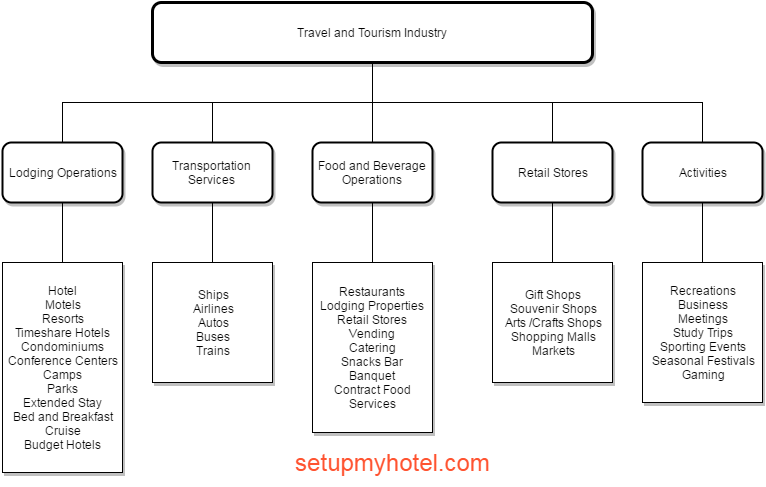 Travel and Tourism Industry
Lodging Operations
Transportation
Services
Food and Beverage
Operations
Retail Stores
Activities
Hotel
Motels
Resorts
Timeshare Hotels
Condominiums
Conference Centers
Camps
Parks
Extended Stay
Bed and Breakfast
Cruise
Budget Hotels
Ships
Airlines
Autos
Buses
Trains
Restaurants
Lodging Properties
Retail Stores
Vending
Catering
Snacks Bar
Banquet
Contract Food
Services
Gift Shops
Souvenir Shops
Arts /Crafts Shops
Shopping Malls
Markets
Recreations
Business
Meetings
Study Trips
Sporting Events
Seasonal Festivals
Gaming
setupmyhotel.com